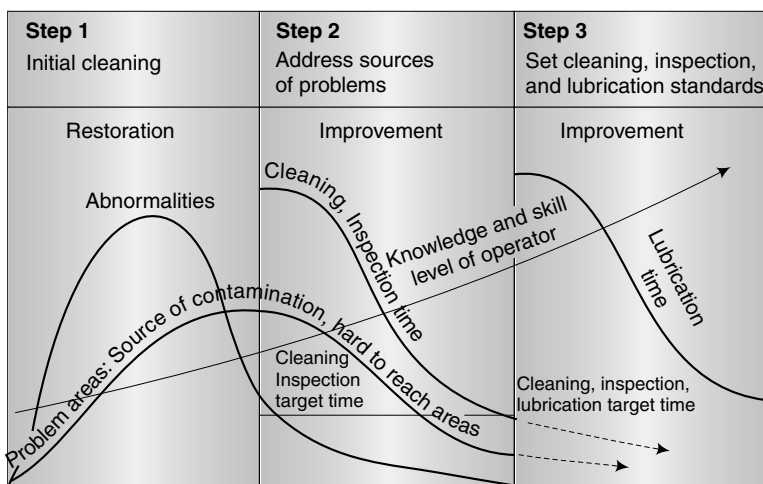 Step 1
Initial cleaning
Step 2
Address sources
of problems
Step 3
Set cleaning, inspection,
and lubrication standards
Restoration
Improvement
Improvement
Abnormalities
Cleaning, Inspection time
Knowledge and skill
level of operator
Lubrication
time
Problem areas: Source of contamination, hard to reach areas
Cleaning
Inspection
target time
Cleaning, inspection,
lubrication target time